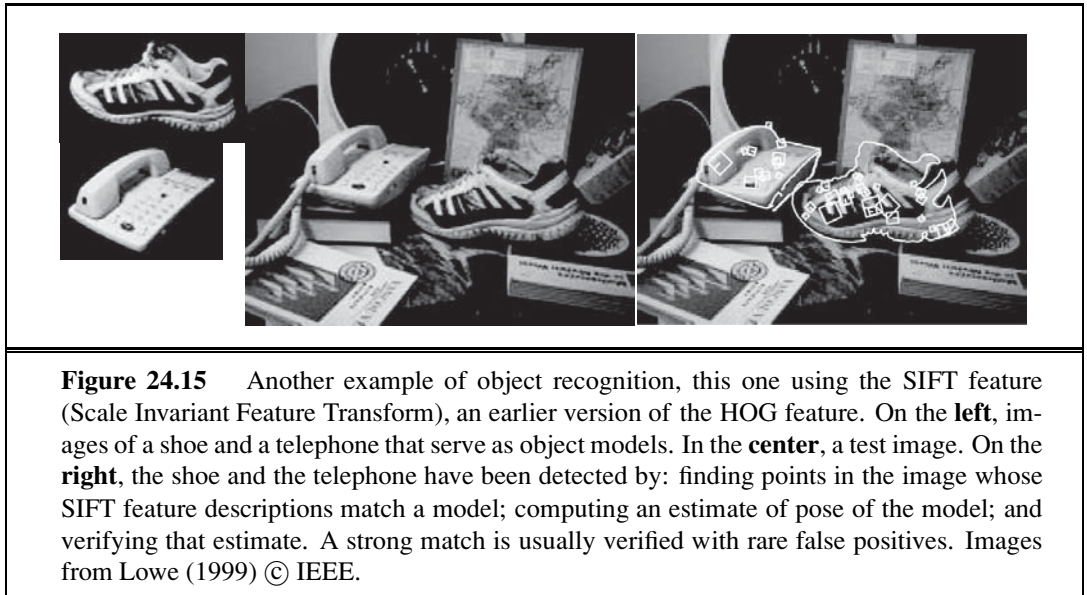 Figure 24.15 Another example of object recognition, this one using the SIFT feature
(Scale Invariant Feature Transform), an earlier version of the HOG feature. On the left, im-
ages of a shoe and a telephone that serve as object models. In the center, a test image. On the
right, the shoe and the telephone have been detected by: finding points in the image whose
SIFT feature descriptions match a model; computing an estimate of pose of the model; and
verifying that estimate. A strong match is usually verified with rare false positives. Images
from Lowe (1999) © IEEE.